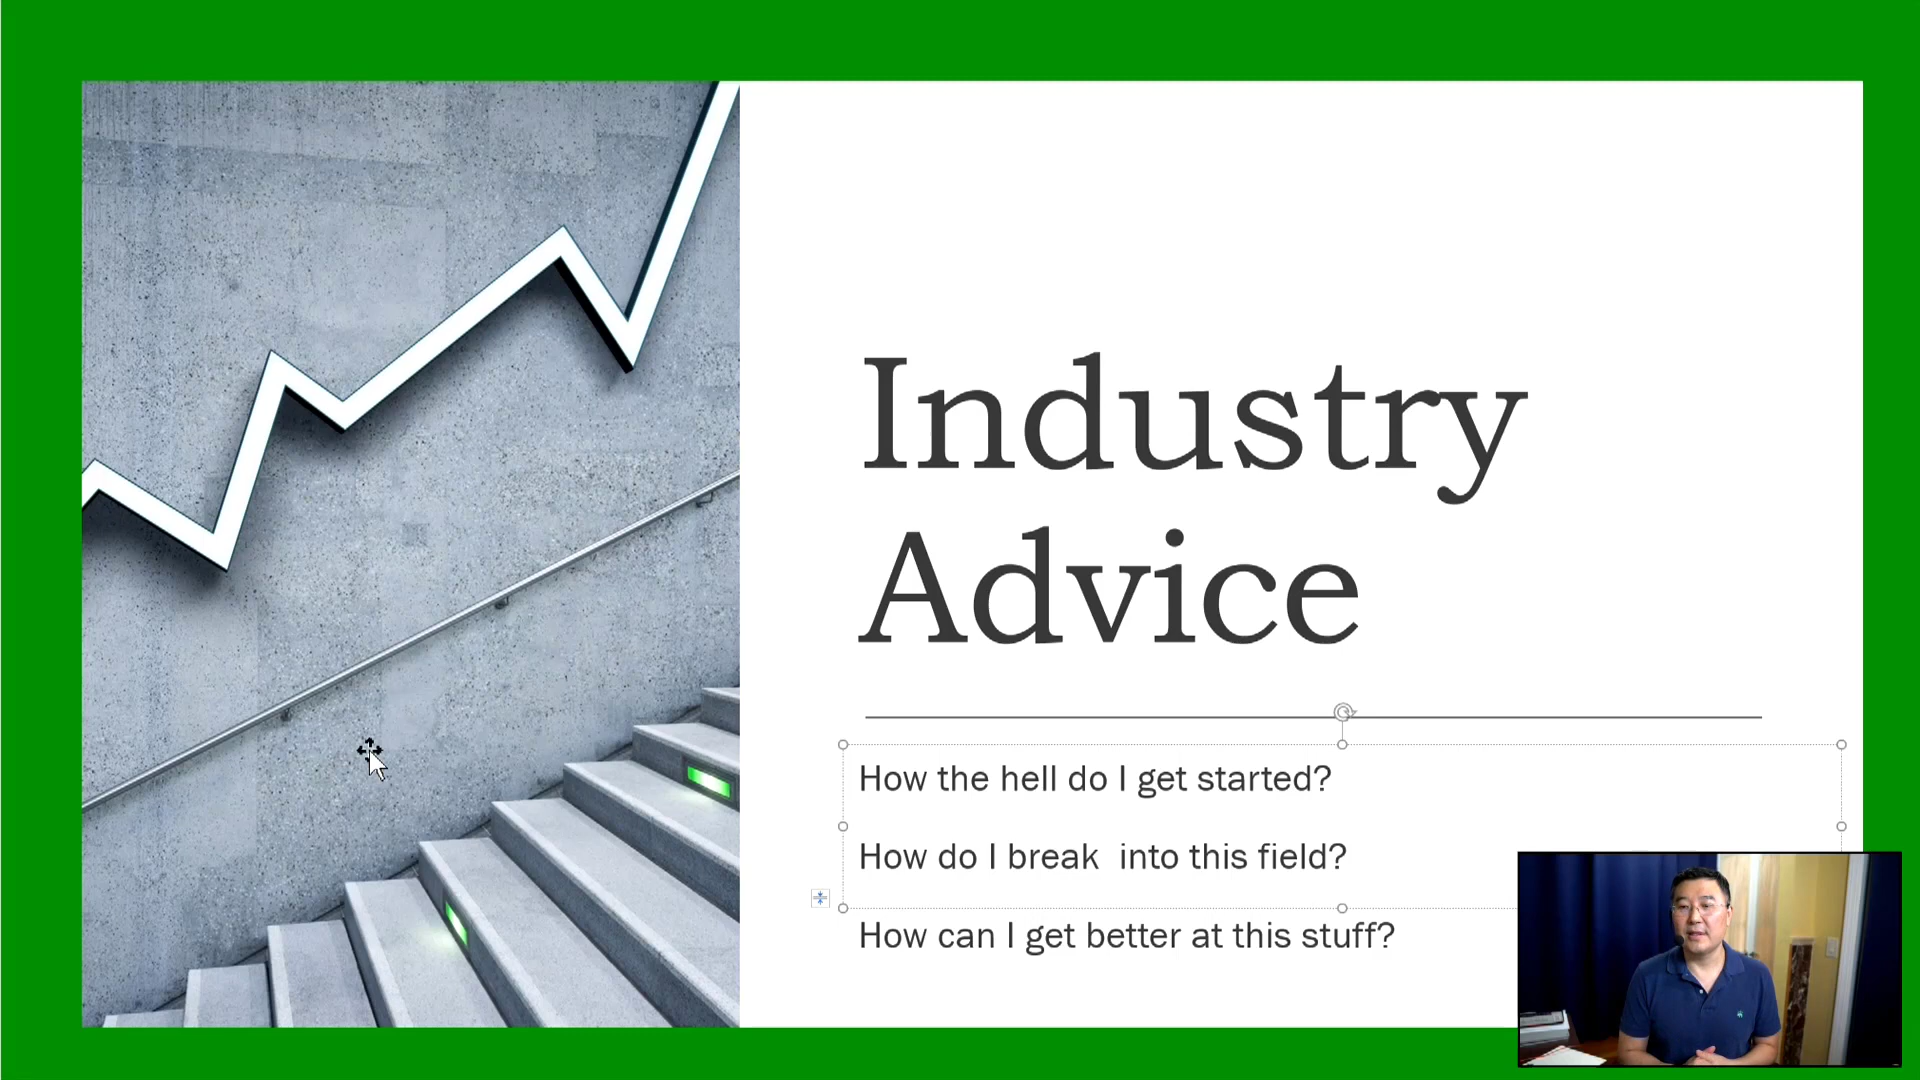 Industry
Advice
How the hell do I get started?
How do I break  into this field?
How can I get better at this stuff?